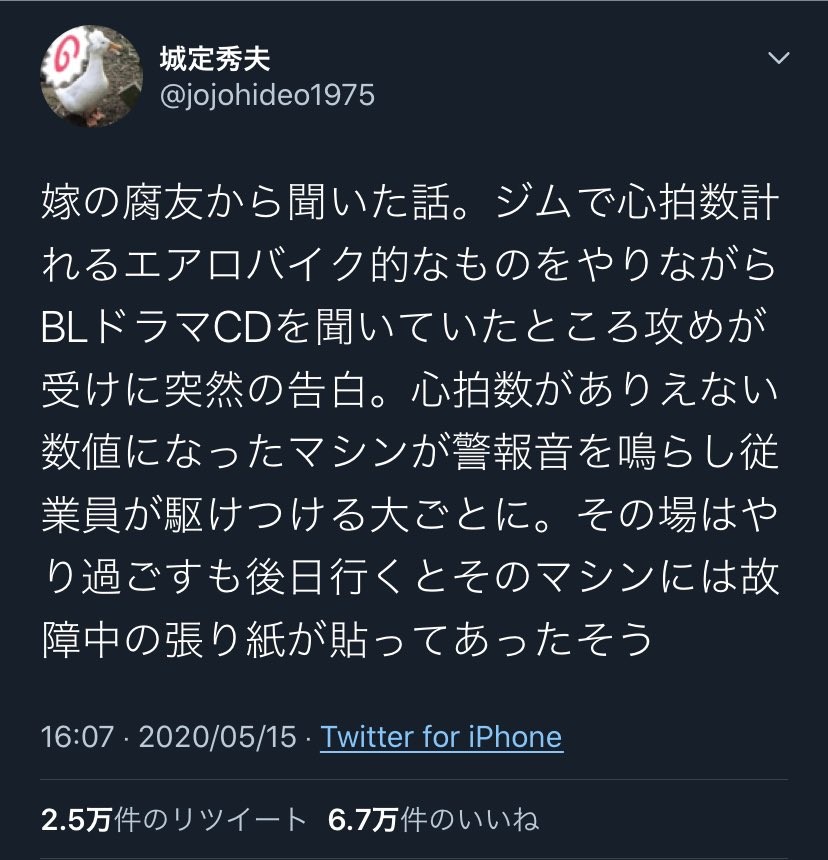 城定秀夫
@jojohideo1975
嫁の腐友から聞いた話。ジムで心拍数計
れるエアロバイク的なものをやりながら
BLドラマCDを聞いていたところ攻めが
受けに突然の告白。心拍数がありえない
数値になったマシンが警報音を鳴らし従
業員が駆けつける大ごとに。その場はや
り過ごすも後日行くとそのマシンには故
障中の張り紙が貼ってあったそう
16:07 · 2020/05/15 · Twitter for iPhone
2.5万件のリツイート 6.7万件のいいね